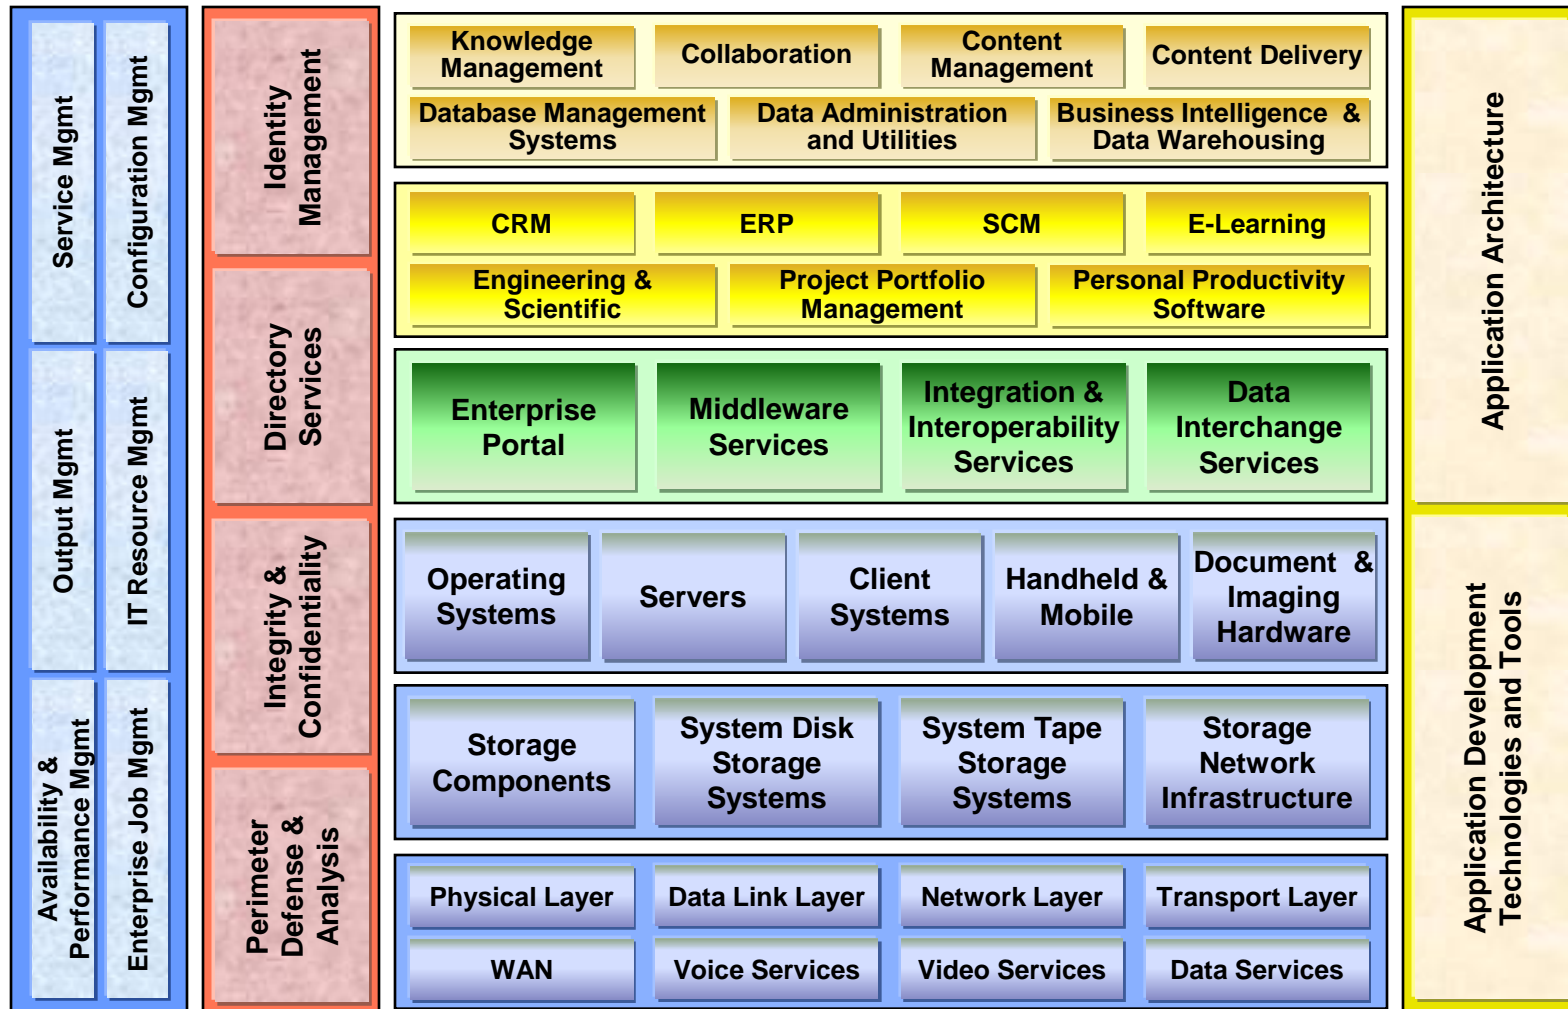 Service Mgmt
Configuration Mgmt
Output Mgmt
IT Resource Mgmt
Availability &
Performance Mgmt
Enterprise Job Mgmt
Identity
Management
Directory
Services
Integrity &
Confidentiality
Perimeter
Defense &
Analysis
Knowledge
Management
Collaboration
Content
Management
Content Delivery
Database Management
Systems
Data Administration
and Utilities
Business Intelligence &
Data Warehousing
CRM
ERP
SCM
E-Learning
Engineering &
Scientific
Project Portfolio
Management
Personal Productivity
Software
Enterprise
Portal
Middleware
Services
Integration &
Interoperability
Services
Data
Interchange
Services
Operating
Systems
Servers
Client
Systems
Handheld &
Mobile
Document &
Imaging
Hardware
Storage
Components
System Disk
Storage
Systems
System Tape
Storage
Systems
Storage
Network
Infrastructure
Physical Layer
Data Link Layer
Network Layer
Transport Layer
WAN
Voice Services
Video Services
Data Services
Application Architecture
Application Development
Technologies and Tools